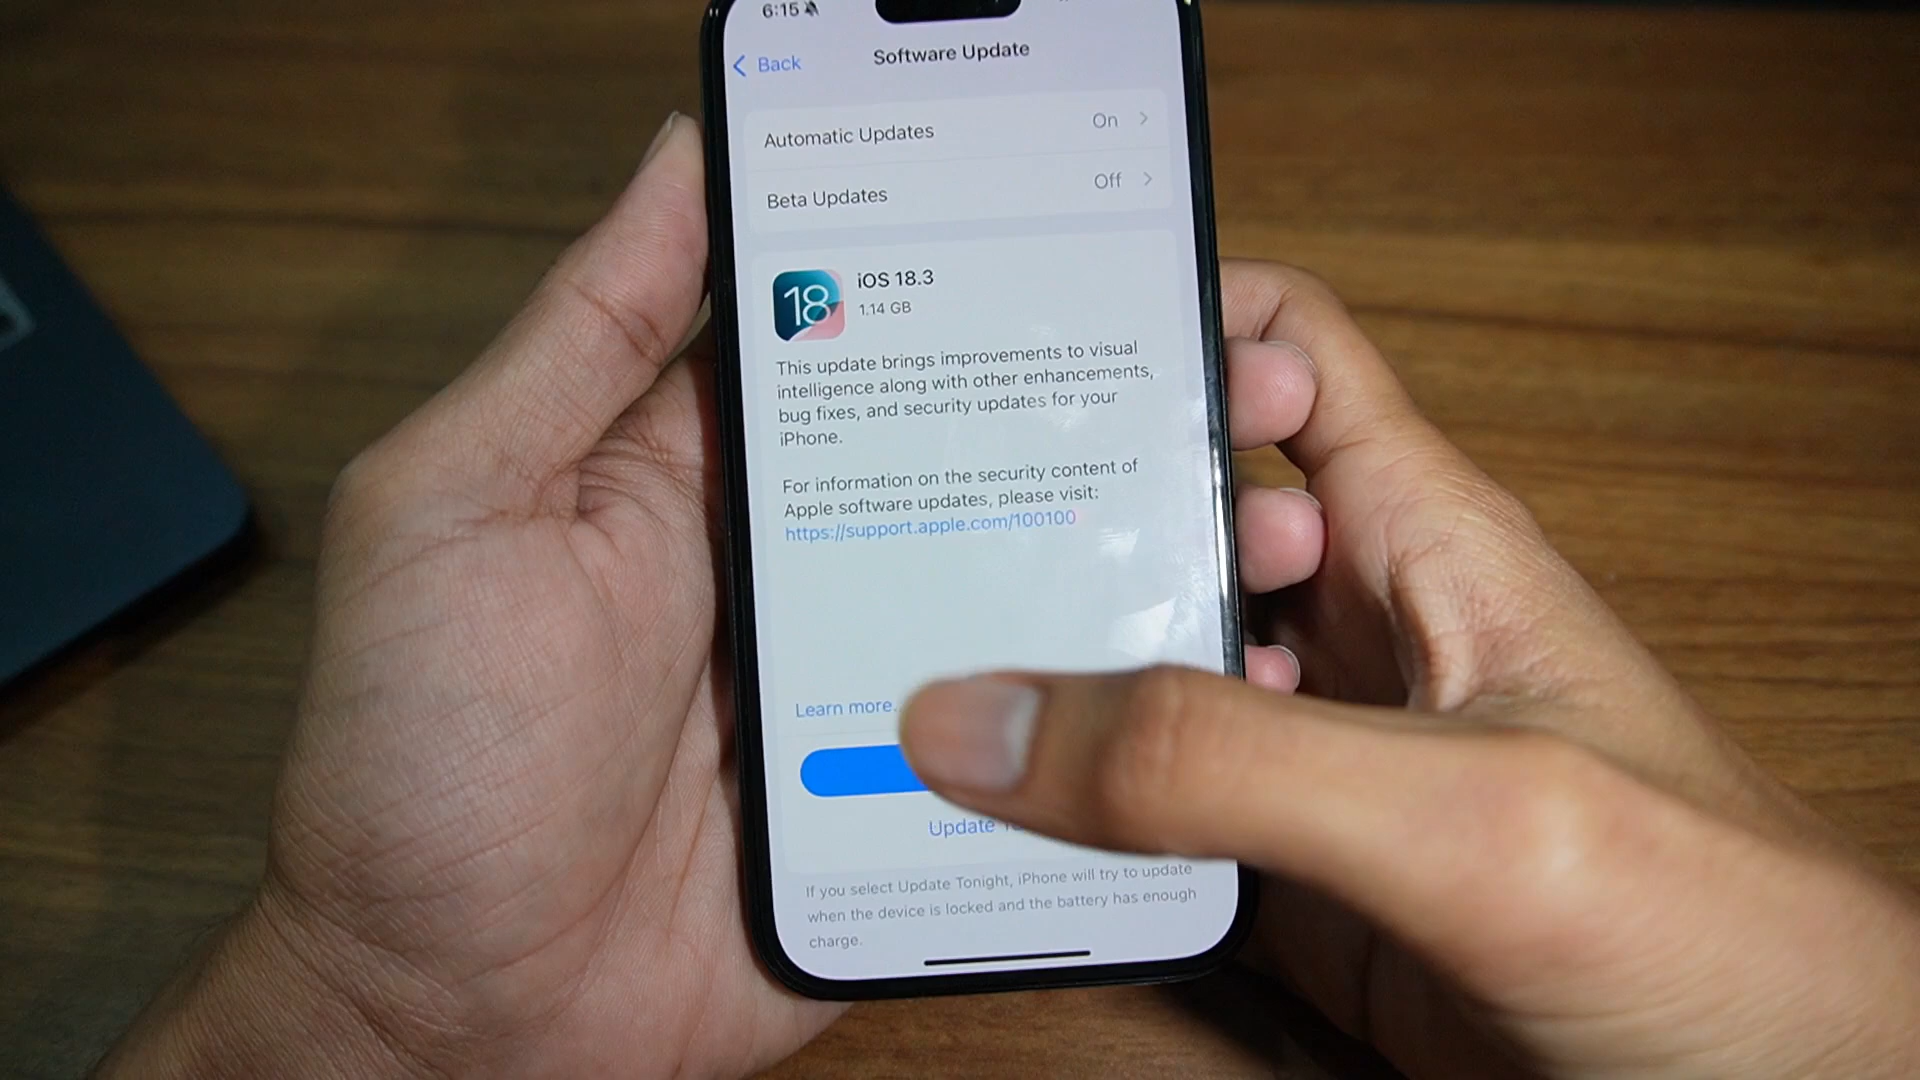 6:15
Back
Software Update
Automatic Updates On
Beta Updates Off
18
iOS 18.3
1.14 GB
This update brings improvements to visual
intelligence along with other enhancements,
bug fixes, and security updates for your
iPhone.
For information on the security content of
Apple software updates, please visit:
https://support.apple.com/100100
Learn more.
Update
If you select Update Tonight, iPhone will try to update
when the device is locked and the battery has enough
charge.